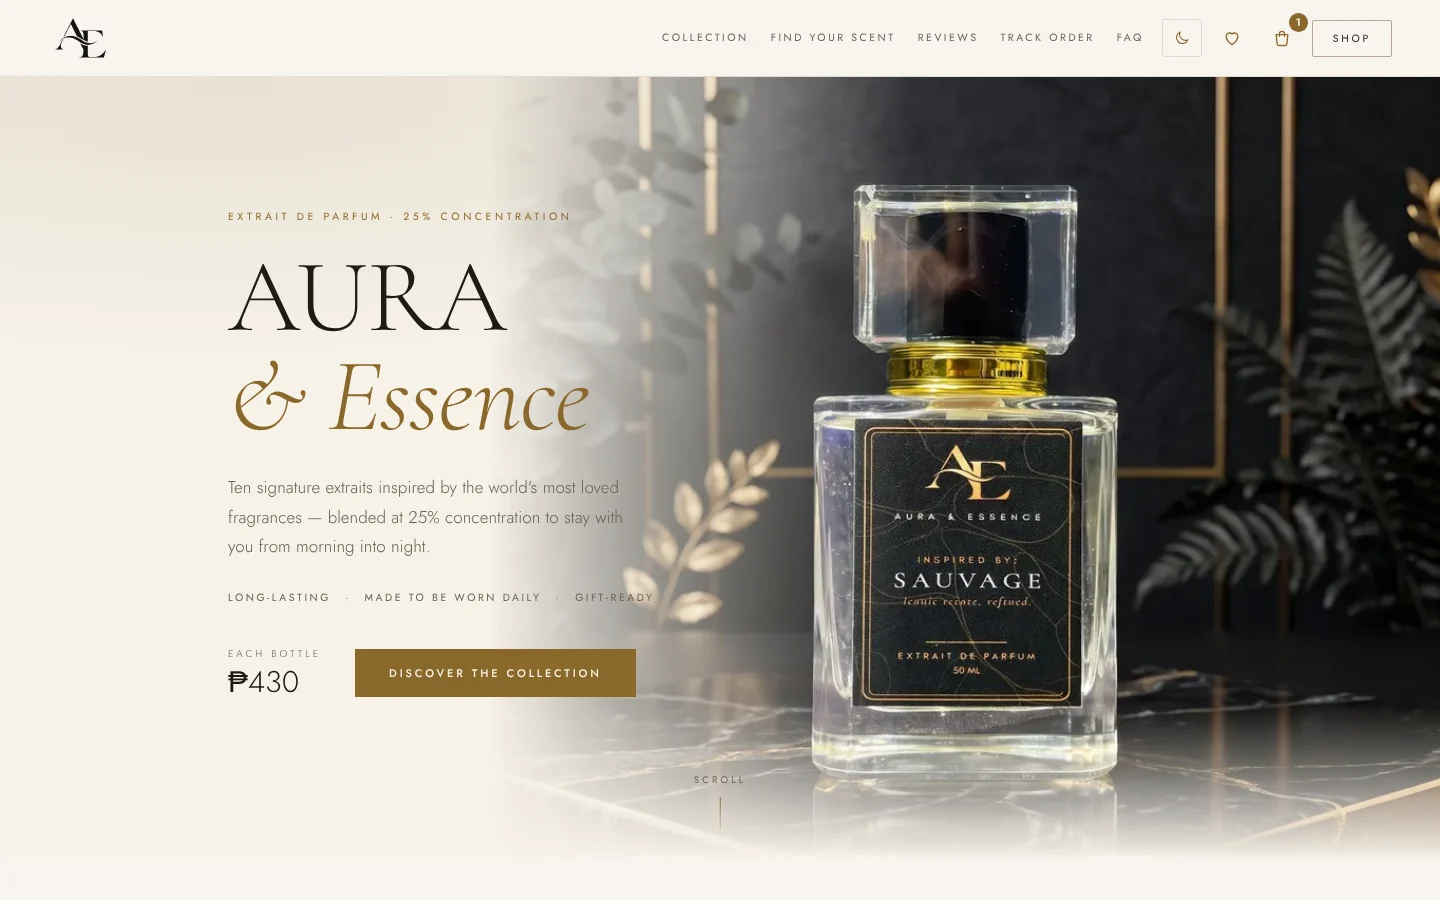 AE
COLLECTION FIND YOUR SCENT REVIEWS TRACK ORDER FAQ 1 SHOP
EXTRAIT DE PARFUM · 25% CONCENTRATION
AURA
& Essence
Ten signature extraits inspired by the world's most loved
fragrances — blended at 25% concentration to stay with
you from morning into night.
LONG-LASTING · MADE TO BE WORN DAILY · GIFT-READY
EACH BOTTLE
₱430
DISCOVER THE COLLECTION
SCROLL
AE
AURA & ESSENCE
INSPIRED BY:
SAUVAGE
refined.
EXTRAIT DE PARFUM
50 ML